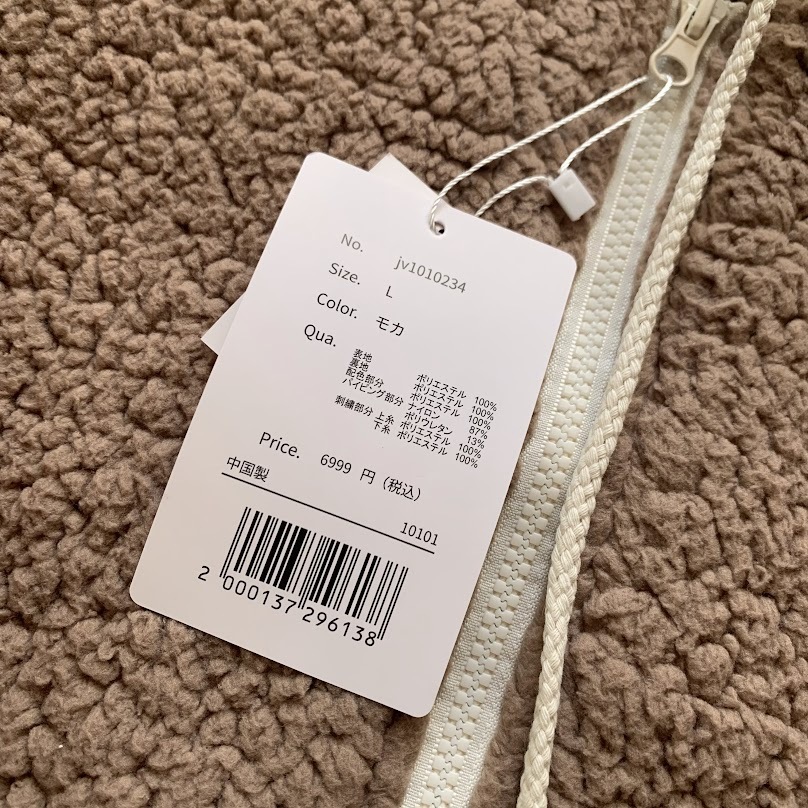 No. jv1010234
Size. L
Color. モカ
Qua.
表地 ポリエステル 100%
裏地 ポリエステル 100%
配色部分 ポリエステル 100%
パイピング部分 ナイロン 87%
ポリウレタン 13%
刺繍部分 上糸 ポリエステル 100%
下糸 ポリエステル 100%
Price. 6999 円（税込）
中国製
10101
2 000137 296138